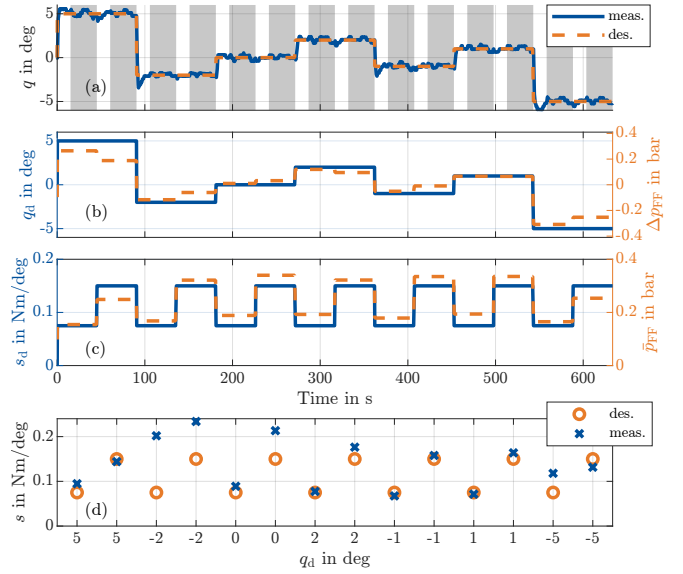 5
0
-5
q in deg
(a)
meas.
des.
5
0
-5
q_d in deg
(b)
0.4
0.2
0
-0.2
-0.4
Δp_FF in bar
0.2
0.1
0
s_d in Nm/deg
(c)
0.4
0.2
0
p̄_FF in bar
0 100 200 300 400 500 600
Time in s
des.
meas.
0.2
0.1
0
s in Nm/deg
(d)
5 5 -2 -2 0 0 2 2 -1 -1 1 1 -5 -5
q_d in deg